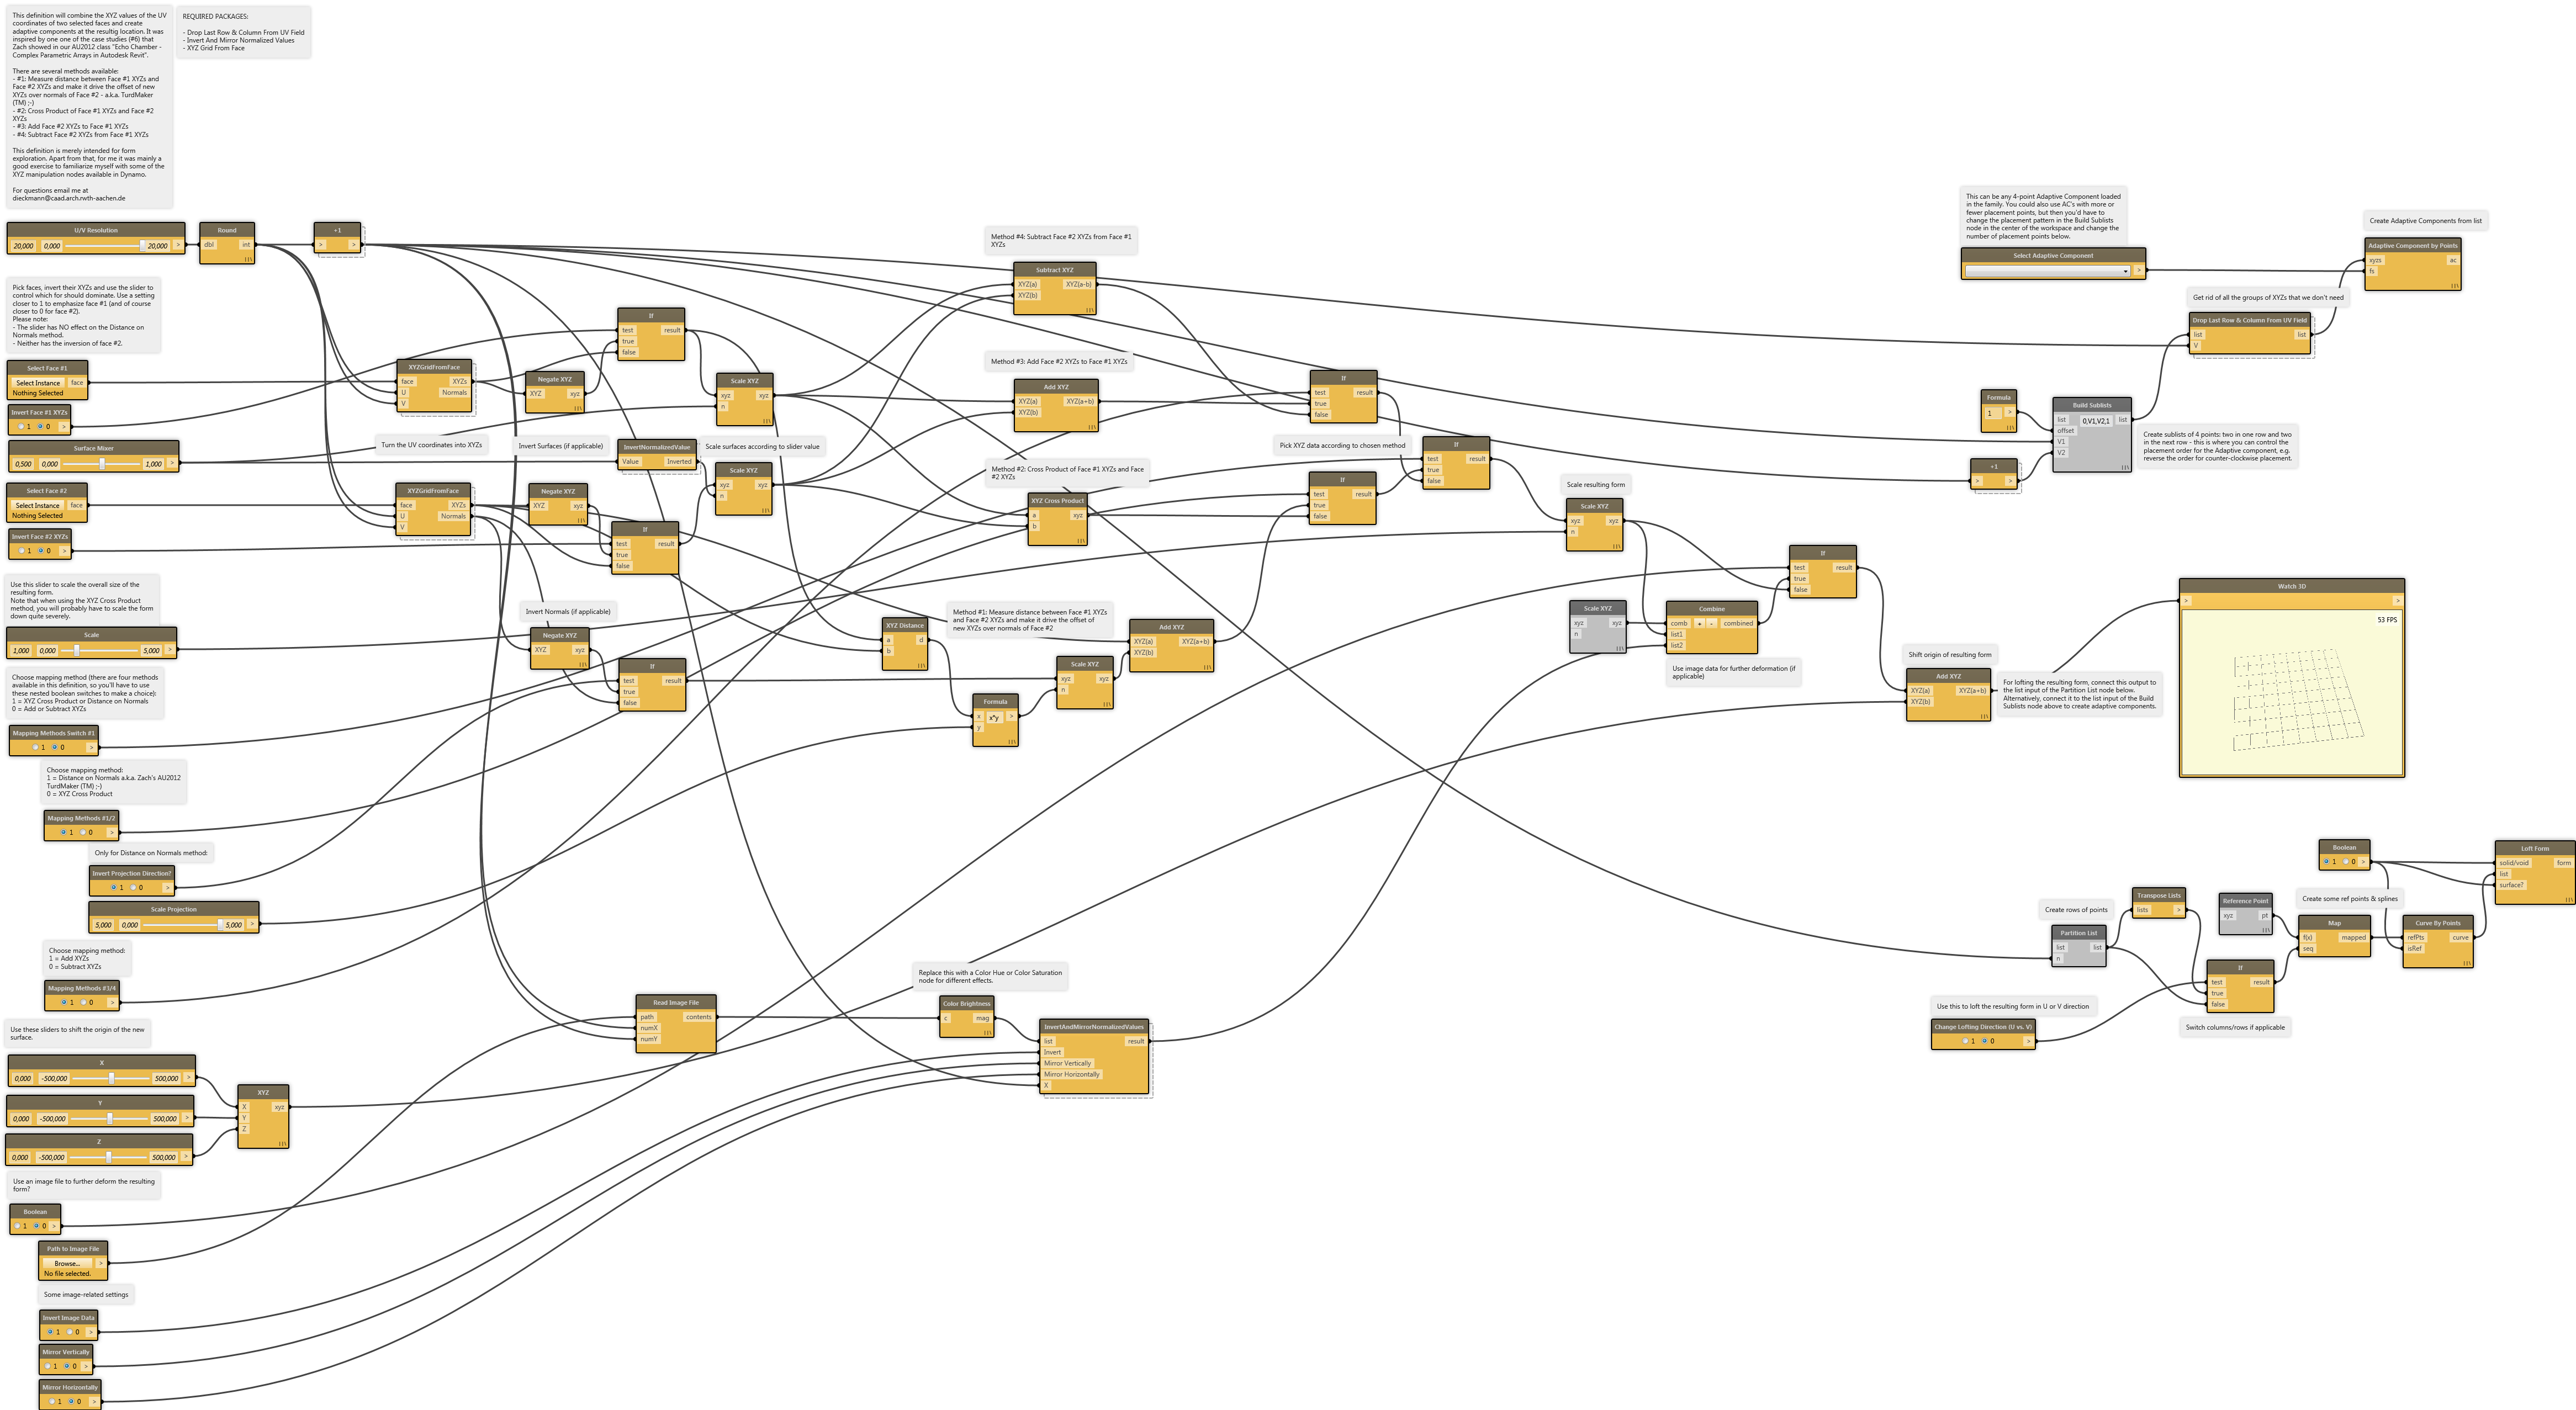 This definition will combine the XYZ values of the UV
coordinates of two selected faces and create
adaptive components at the resultig location. It was
inspired by one one of the case studies (#6) that
Zach showed in our AU2012 class "Echo Chamber -
Complex Parametric Arrays in Autodesk Revit".
There are several methods available:
- #1: Measure distance between Face #1 XYZs and
Face #2 XYZs and make it drive the offset of new
XYZs over normals of Face #2 - a.k.a. TurdMaker
(TM) ;-)
- #2: Cross Product of Face #1 XYZs and Face #2
XYZs
- #3: Add Face #2 XYZs to Face #1 XYZs
- #4: Subtract Face #2 XYZs from Face #1 XYZs
This definition is merely intended for form
exploration. Apart from that, for me it was mainly a
good exercise to familiarize myself with some of the
XYZ manipulation nodes available in Dynamo.
For questions email me at
dieckmann@caad.arch.rwth-aachen.de
REQUIRED PACKAGES:
- Drop Last Row & Column From UV Field
- Invert And Mirror Normalized Values
- XYZ Grid From Face
U/V Resolution
20,000 0,000 20,000 >
Round
dbl int
+1
> >
Pick faces, invert their XYZs and use the slider to
control which for should dominate. Use a setting
closer to 1 to emphasize face #1 (and of course
closer to 0 for face #2).
Please note:
- The slider has NO effect on the Distance on
Normals method.
- Neither has the inversion of face #2.
Select Face #1
Select Instance face
Nothing Selected
Invert Face #1 XYZs
1 0 >
Surface Mixer
0,500 0,000 1,000 >
Select Face #2
Select Instance face
Nothing Selected
Invert Face #2 XYZs
1 0 >
Use this slider to scale the overall size of the
resulting form.
Note that when using the XYZ Cross Product
method, you will probably have to scale the form
down quite severely.
Scale
1,000 0,000 5,000 >
Choose mapping method (there are four methods
available in this definition, so you'll have to use
these nested boolean switches to make a choice):
1 = XYZ Cross Product or Distance on Normals
0 = Add or Subtract XYZs
Mapping Methods Switch #1
1 0 >
Choose mapping method:
1 = Distance on Normals a.k.a. Zach's AU2012
TurdMaker (TM) ;-)
0 = XYZ Cross Product
Mapping Methods #1/2
1 0 >
Only for Distance on Normals method:
Invert Projection Direction?
1 0 >
Scale Projection
5,000 0,000 5,000 >
Choose mapping method:
1 = Add XYZs
0 = Subtract XYZs
Mapping Methods #3/4
1 0 >
Use these sliders to shift the origin of the new
surface.
X
0,000 -500,000 500,000 >
Y
0,000 -500,000 500,000 >
Z
0,000 -500,000 500,000 >
XYZ
X xyz
Y
Z
Use an image file to further deform the resulting
form?
Boolean
1 0 >
Path to Image File
Browse... >
No file selected.
Some image-related settings
Invert Image Data
1 0 >
Mirror Vertically
1 0 >
Mirror Horizontally
1 0 >
XYZGridFromFace
face XYZs
U Normals
V
Turn the UV coordinates into XYZs
XYZGridFromFace
face XYZs
U Normals
V
Negate XYZ
XYZ xyz
If
test result
true
false
Invert Surfaces (if applicable)
InvertNormalizedValue
Value Inverted
Negate XYZ
XYZ xyz
If
test result
true
false
Scale XYZ
xyz xyz
n
Scale surfaces according to slider value
Scale XYZ
xyz xyz
n
Invert Normals (if applicable)
Negate XYZ
XYZ xyz
If
test result
true
false
Method #4: Subtract Face #2 XYZs from Face #1
XYZs
Subtract XYZ
XYZ(a) XYZ(a-b)
XYZ(b)
Method #3: Add Face #2 XYZs to Face #1 XYZs
Add XYZ
XYZ(a) XYZ(a+b)
XYZ(b)
Method #2: Cross Product of Face #1 XYZs and Face
#2 XYZs
XYZ Cross Product
a xyz
b
Method #1: Measure distance between Face #1 XYZs
and Face #2 XYZs and make it drive the offset of
new XYZs over normals of Face #2
XYZ Distance
a d
b
Formula
x x*y >
y
Scale XYZ
xyz xyz
n
Add XYZ
XYZ(a) XYZ(a+b)
XYZ(b)
Read Image File
path contents
numX
numY
Replace this with a Color Hue or Color Saturation
node for different effects.
Color Brightness
c mag
InvertAndMirrorNormalizedValues
list result
Invert
Mirror Vertically
Mirror Horizontally
X
If
test result
true
false
Pick XYZ data according to chosen method
If
test result
true
false
If
test result
true
false
Scale resulting form
Scale XYZ
xyz xyz
n
Scale XYZ
xyz xyz
n
Combine
comb + - combined
list1
list2
Use image data for further deformation (if
applicable)
If
test result
true
false
Shift origin of resulting form
Add XYZ
XYZ(a) XYZ(a+b)
XYZ(b)
For lofting the resulting form, connect this output to
the list input of the Partition List node below.
Alternatively, connect it to the list input of the Build
Sublists node above to create adaptive components.
This can be any 4-point Adaptive Component loaded
in the family. You could also use AC's with more or
fewer placement points, but then you'd have to
change the placement pattern in the Build Sublists
node in the center of the workspace and change the
number of placement points below.
Select Adaptive Component
>
Create Adaptive Components from list
Adaptive Component by Points
xyzs ac
fs
Get rid of all the groups of XYZs that we don't need
Drop Last Row & Column From UV Field
list list
V
Formula
1 >
+1
> >
Build Sublists
list 0,V1,V2,1 list
offset
V1
V2
Create sublists of 4 points: two in one row and two
in the next row - this is where you can control the
placement order for the Adaptive component, e.g.
reverse the order for counter-clockwise placement.
Watch 3D
> >
53 FPS
Create rows of points
Partition List
list list
n
Transpose Lists
lists >
Use this to loft the resulting form in U or V direction
Change Lofting Direction (U vs. V)
1 0 >
If
test result
true
false
Switch columns/rows if applicable
Reference Point
xyz pt
Create some ref points & splines
Map
f(x) mapped
seq
Boolean
1 0 >
Curve By Points
refPts curve
isRef
Loft Form
solid/void form
list
surface?